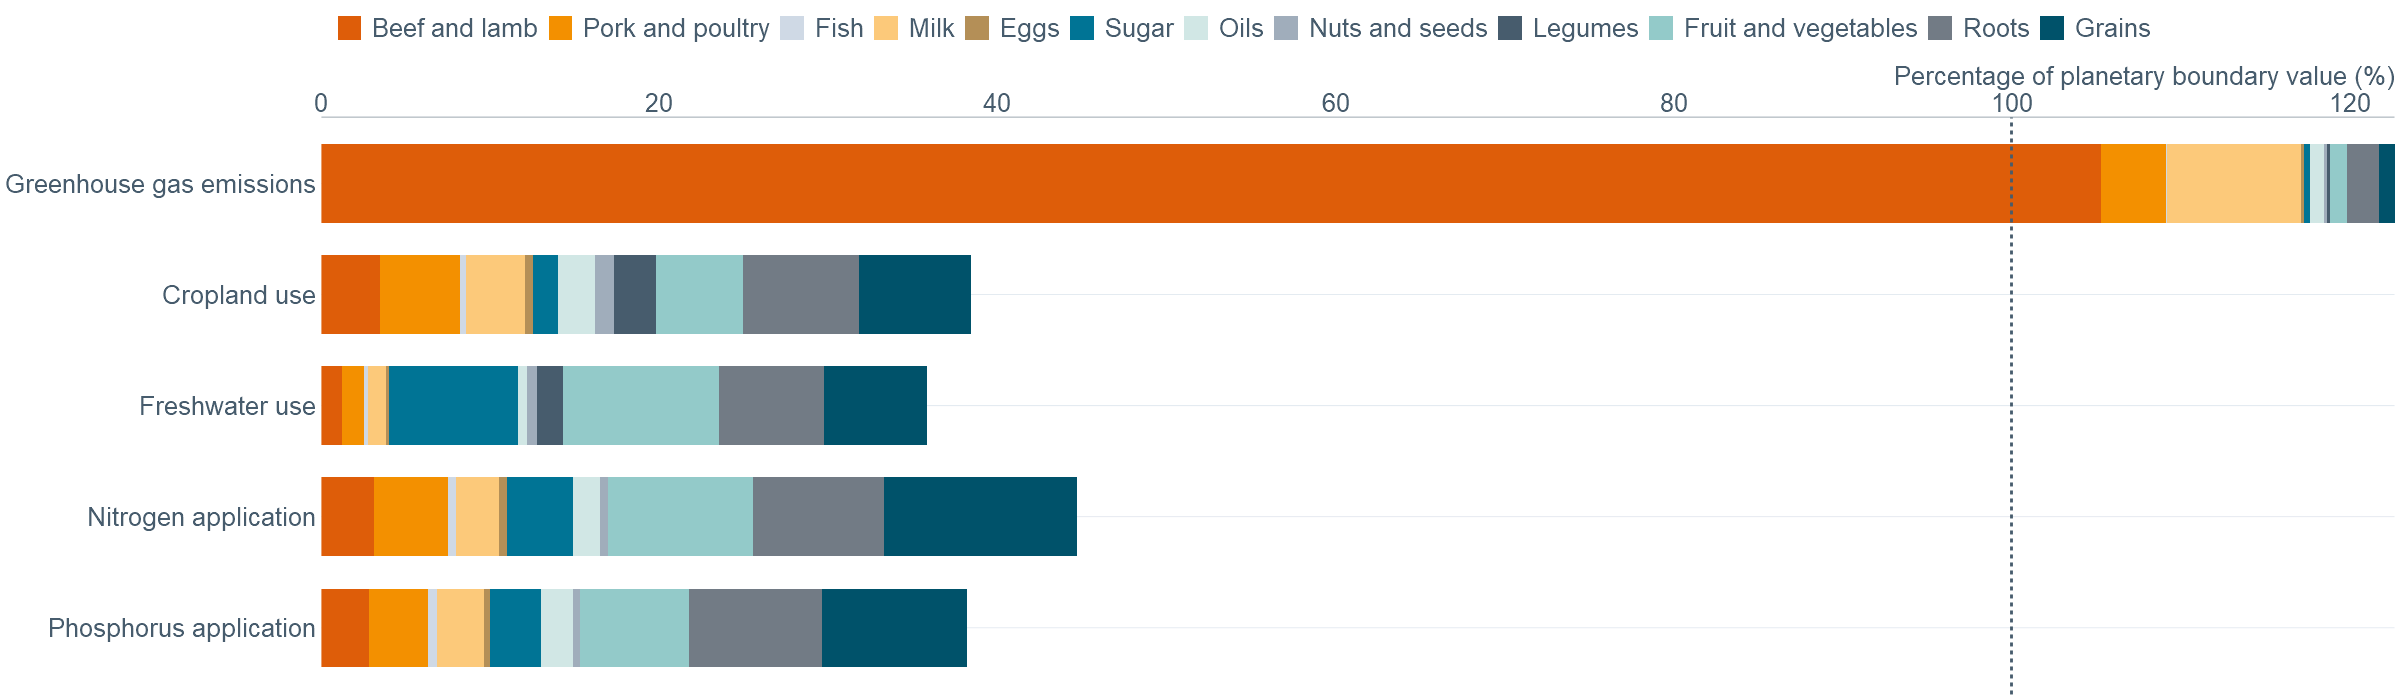 Beef and lamb Pork and poultry Fish Milk Eggs Sugar Oils Nuts and seeds Legumes Fruit and vegetables Roots Grains
Percentage of planetary boundary value (%)
0 20 40 60 80 100 120
Greenhouse gas emissions
Cropland use
Freshwater use
Nitrogen application
Phosphorus application